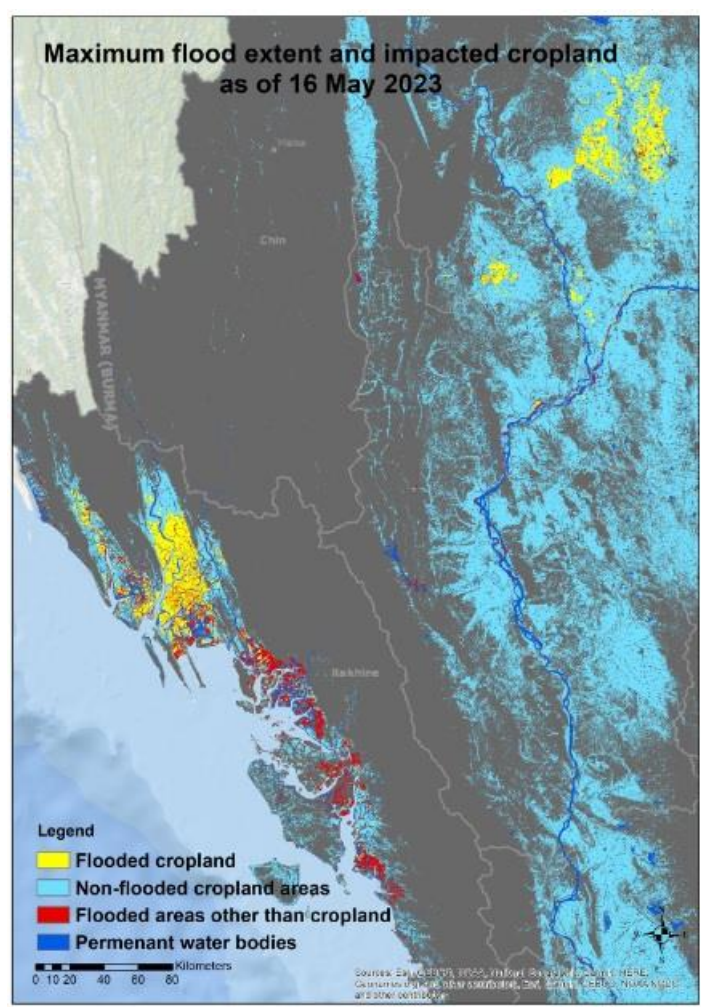 Maximum flood extent and impacted cropland
as of 16 May 2023
Chin
MYANMAR (BURMA)
Rakhine
Legend
Flooded cropland
Non-flooded cropland areas
Flooded areas other than cropland
Permenant water bodies
Kilometers
0 10 20 40 60 80
N